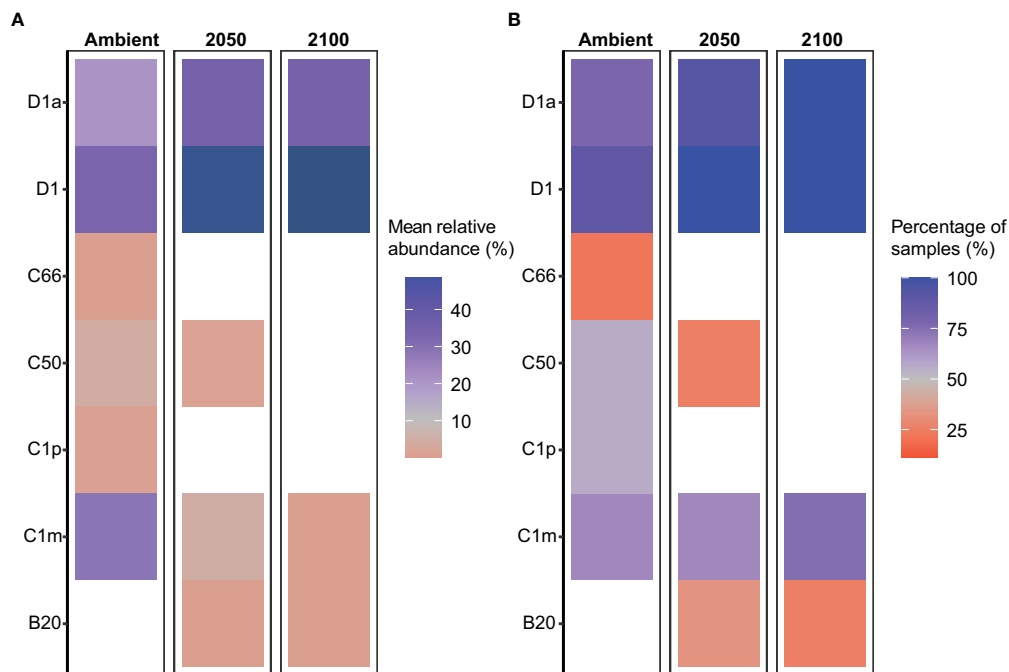 A
Ambient 2050 2100
D1a
D1
C66
C50
C1p
C1m
B20
Mean relative
abundance (%)
40
30
20
10
B
Ambient 2050 2100
D1a
D1
C66
C50
C1p
C1m
B20
Percentage of
samples (%)
100
75
50
25